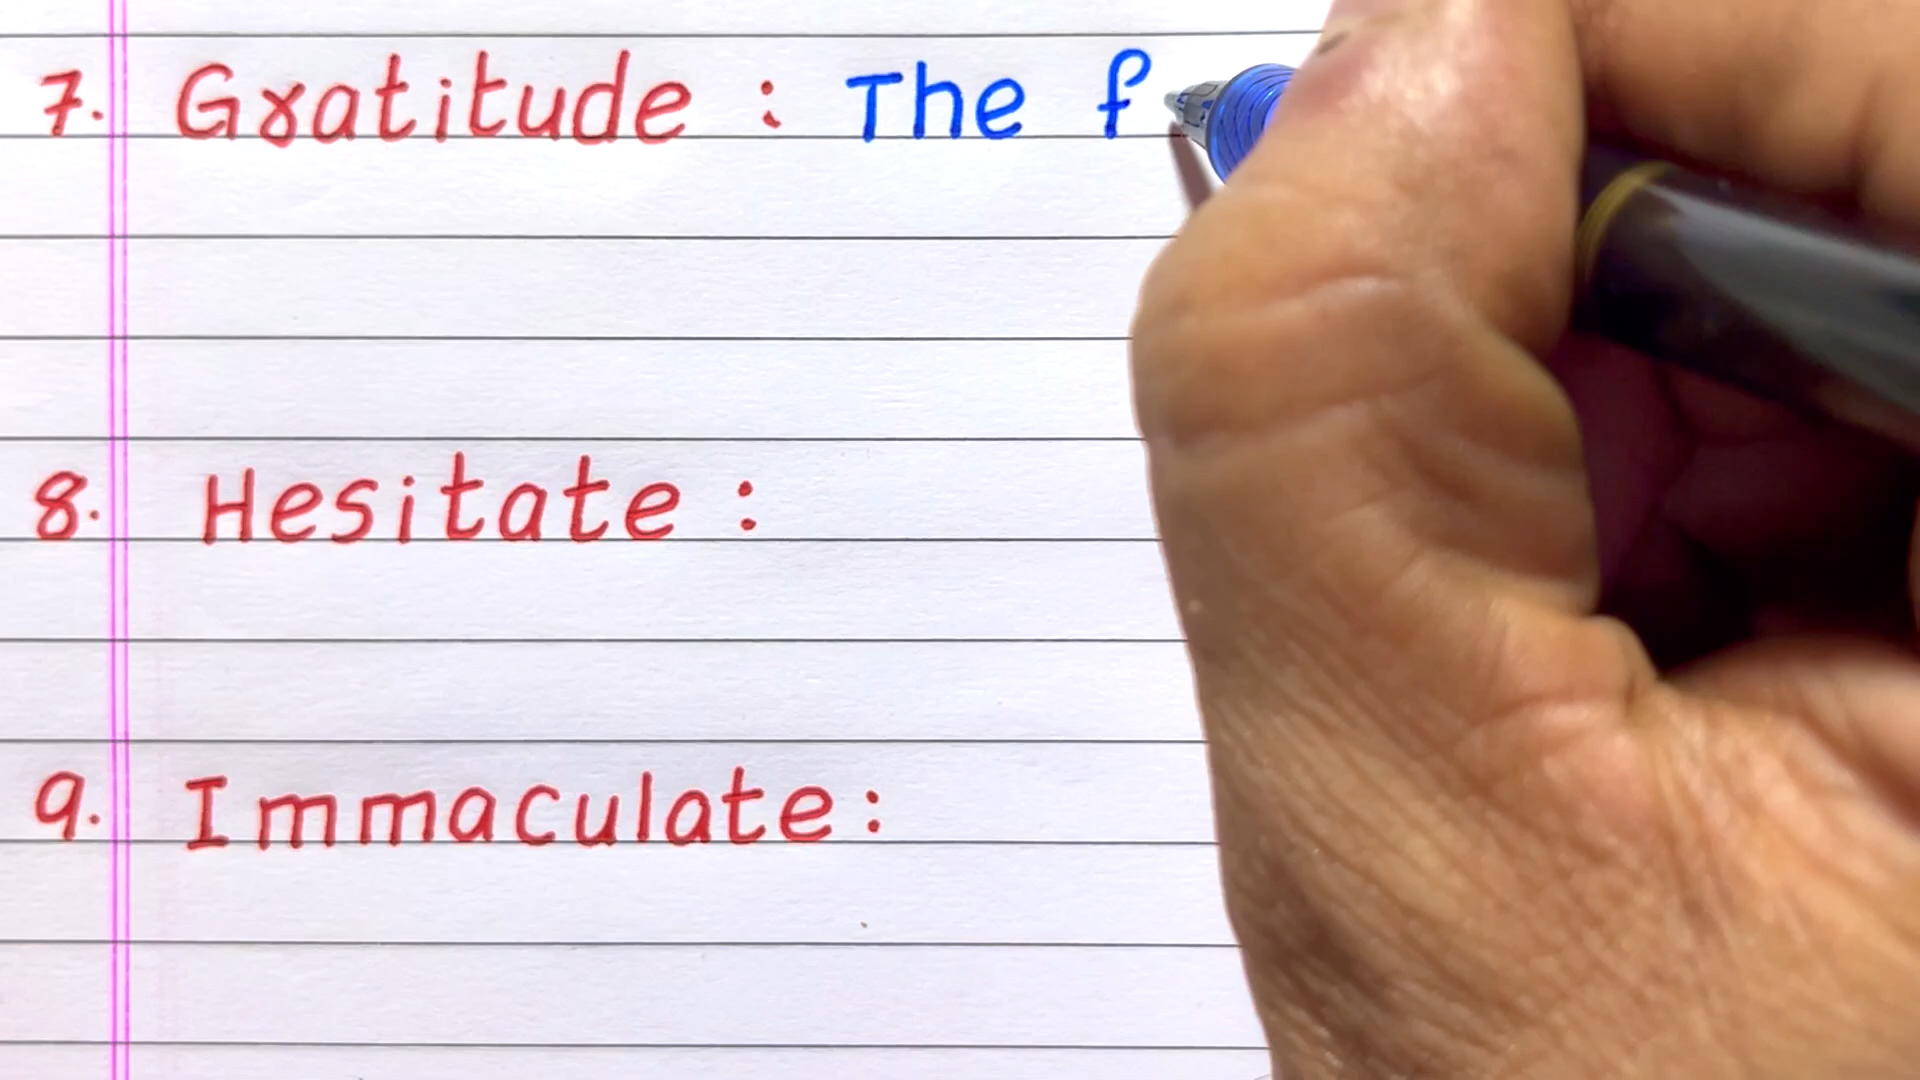 7. Gratitude : The f
8. Hesitate :
9. Immaculate: